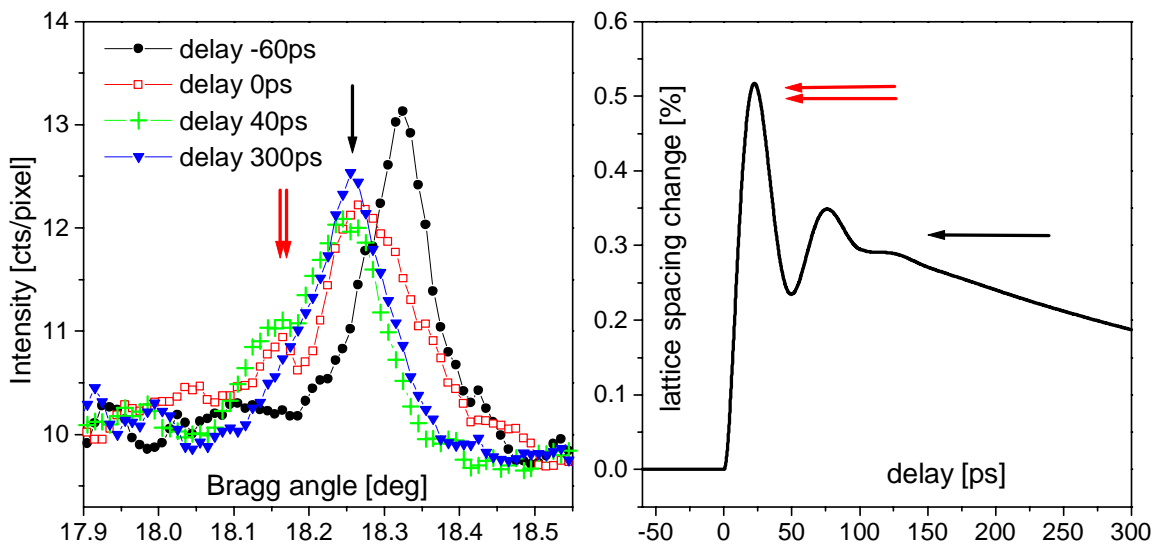 14
13
12
11
10
Intensity [cts/pixel]
delay -60ps
delay 0ps
delay 40ps
delay 300ps
Bragg angle [deg]
17.9 18.0 18.1 18.2 18.3 18.4 18.5
0.6
0.5
0.4
0.3
0.2
0.1
0.0
lattice spacing change [%]
delay [ps]
-50 0 50 100 150 200 250 300